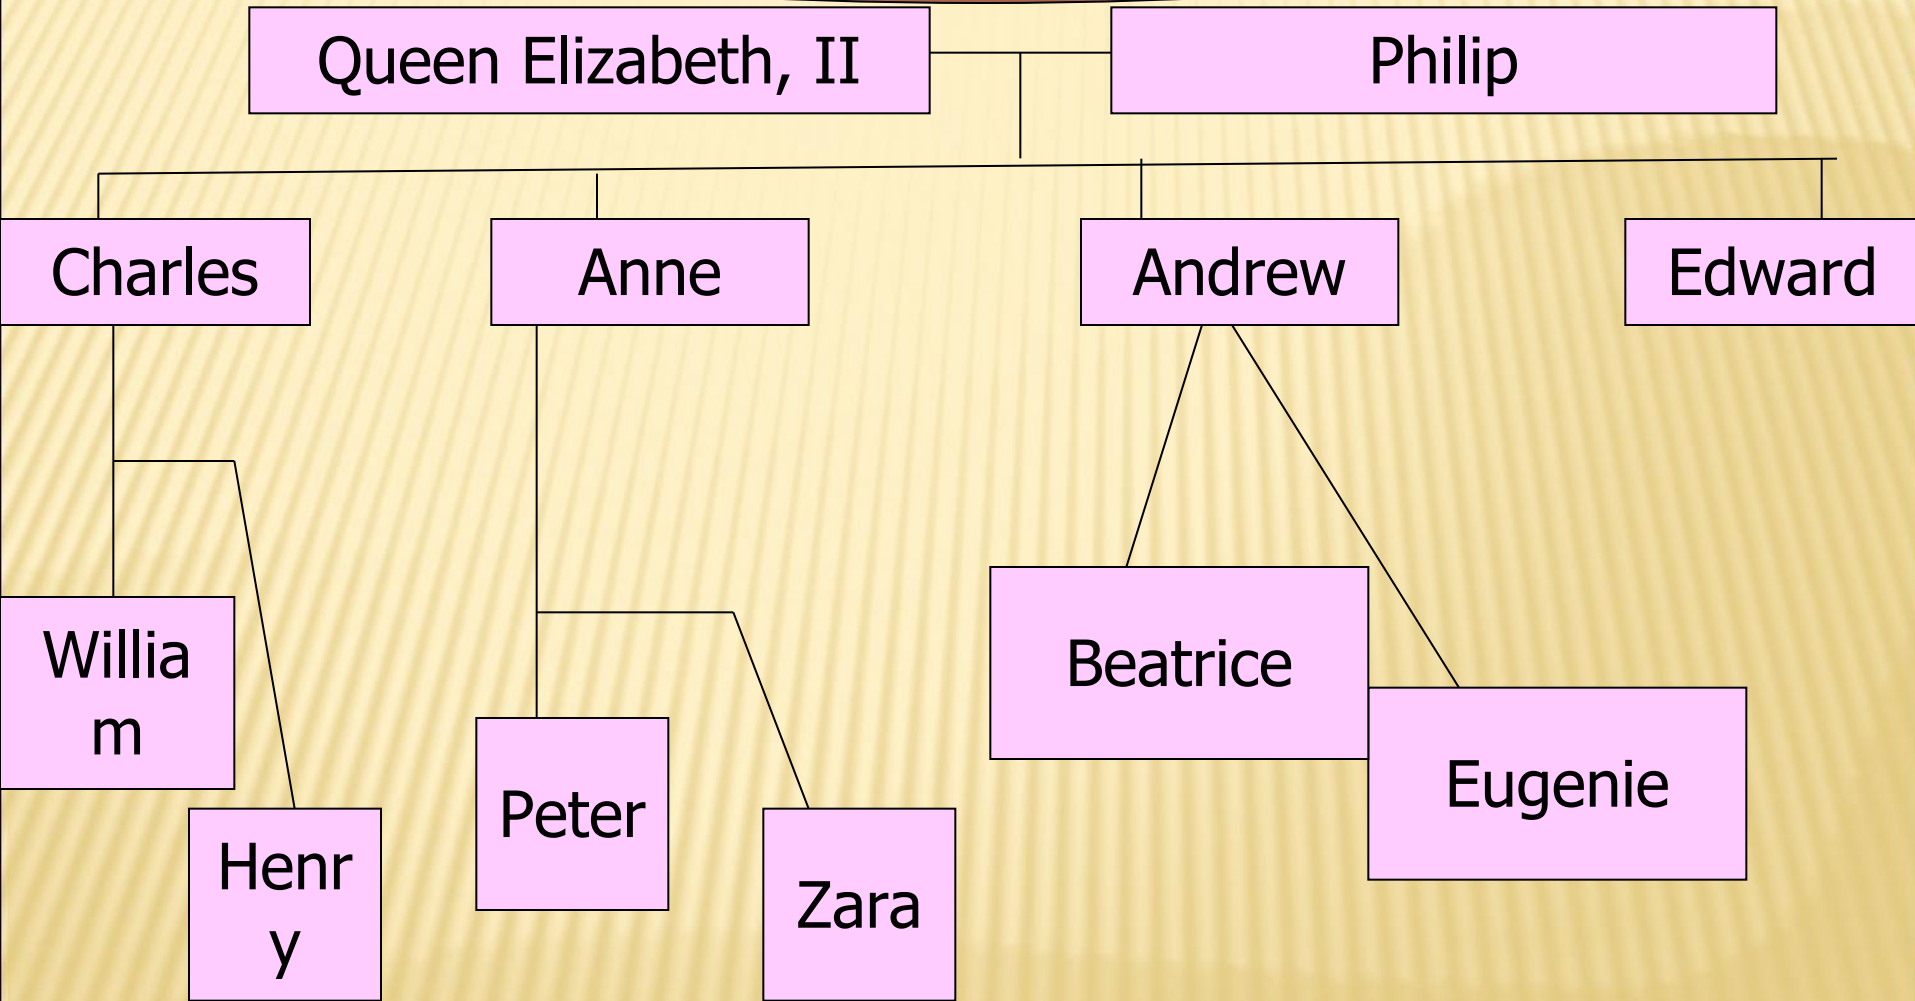 Queen Elizabeth, II
Philip
Charles
Anne
Andrew
Edward
Willia
m
Henr
y
Peter
Zara
Beatrice
Eugenie